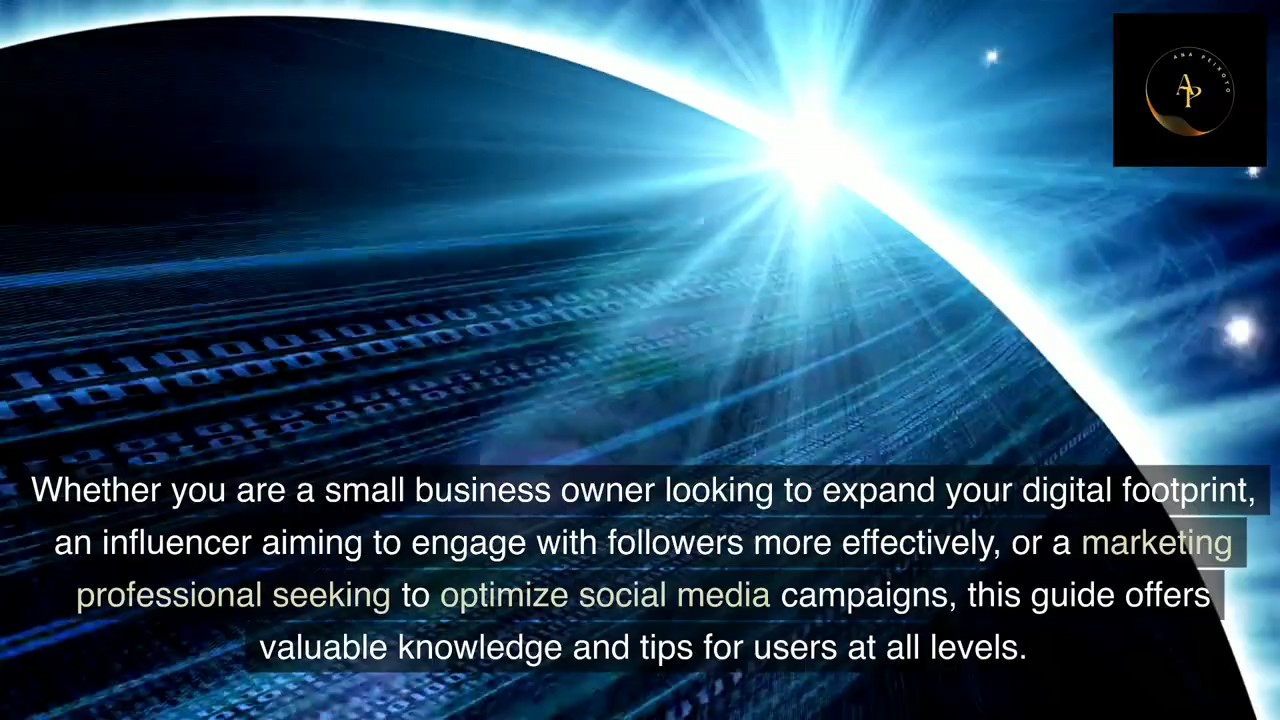 ANA PEIXOTO
AP
Whether you are a small business owner looking to expand your digital footprint,
an influencer aiming to engage with followers more effectively, or a marketing
professional seeking to optimize social media campaigns, this guide offers
valuable knowledge and tips for users at all levels.